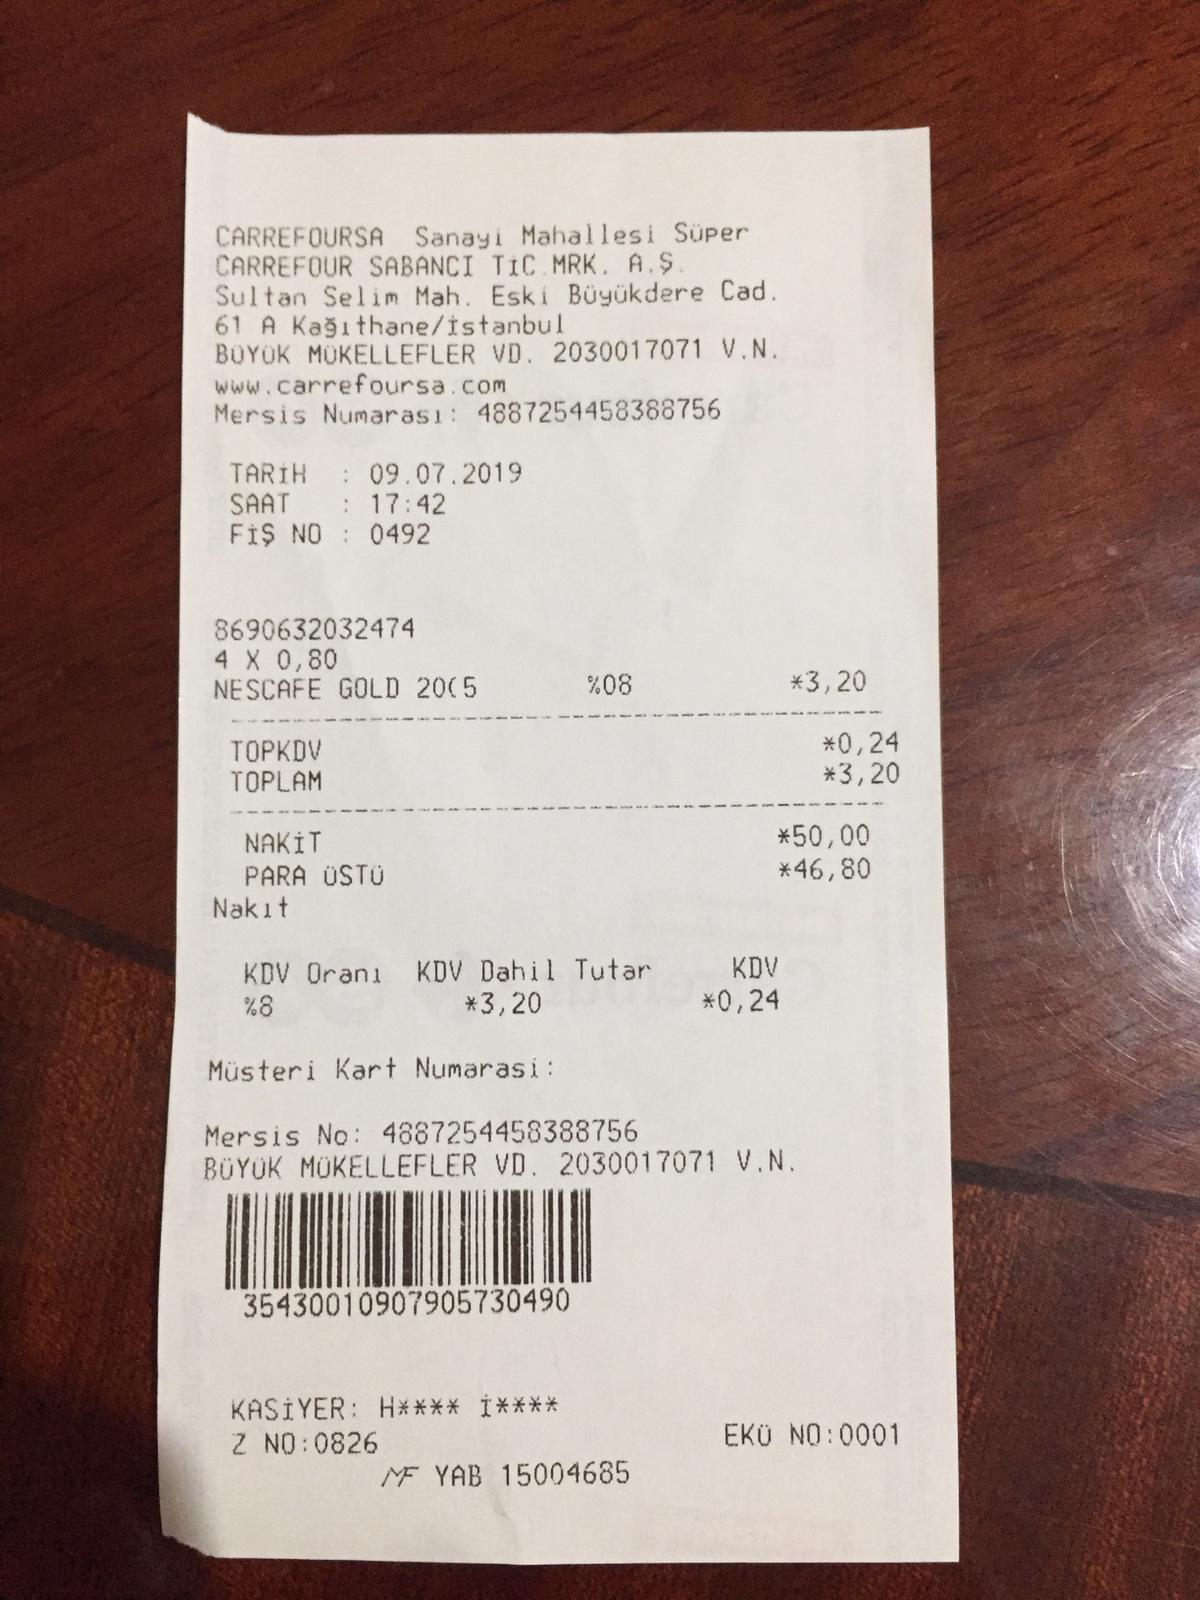 CARREFOURSA Sanayi Mahallesi Süper
CARREFOUR SABANCI TİC.MRK. A.Ş.
Sultan Selim Mah. Eski Büyükdere Cad.
61 A Kağıthane/İstanbul
BÜYÜK MÜKELLEFLER VD. 2030017071 V.N.
www.carrefoursa.com
Mersis Numarası: 4887254458388756
TARİH : 09.07.2019
SAAT : 17:42
FİŞ NO : 0492
8690632032474
4 X 0,80
NESCAFE GOLD 20(5 %08 *3,20
TOPKDV *0,24
TOPLAM *3,20
NAKİT *50,00
PARA ÜSTÜ *46,80
Nakıt
KDV Oranı KDV Dahil Tutar KDV
%8 *3,20 *0,24
Müsteri Kart Numarasi:
Mersis No: 4887254458388756
BÜYÜK MÜKELLEFLER VD. 2030017071 V.N.
35430010907905730490
KASİYER: H**** İ****
Z NO:0826 EKÜ NO:0001
MF YAB 15004685